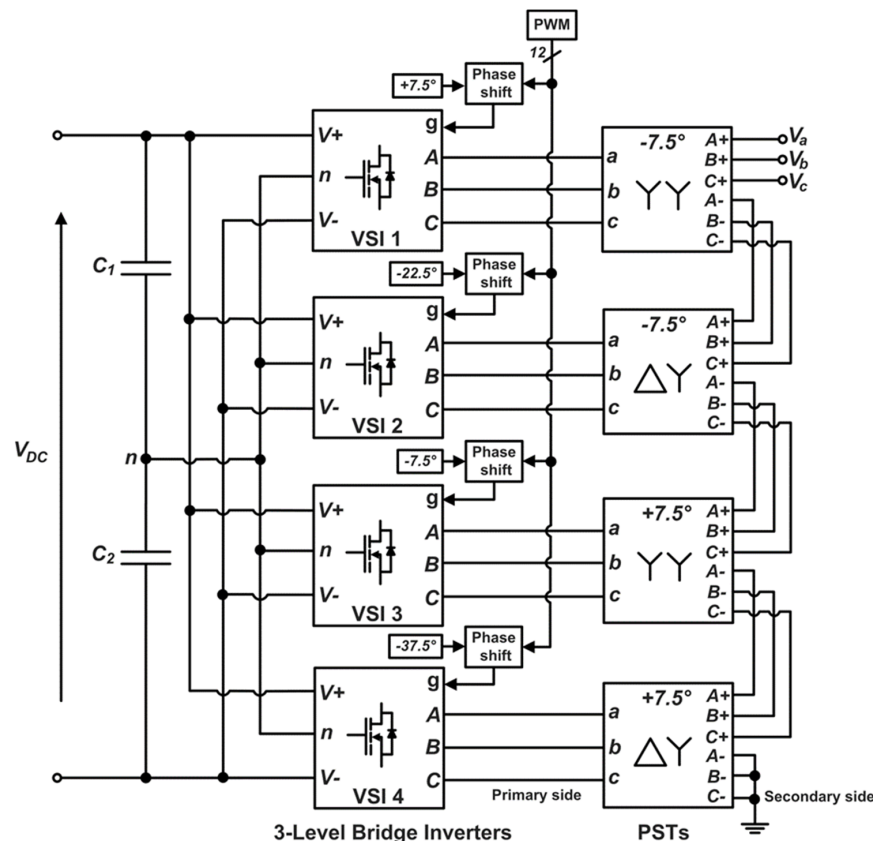 PWM
12
+7.5°
Phase
shift
V+
g
n
A
B
V-
C
VSI 1
-7.5°
a
b
c
A+
B+
C+
A-
B-
C-
Va
Vb
Vc
C1
-22.5°
Phase
shift
V+
g
n
A
B
V-
C
VSI 2
-7.5°
a
b
c
A+
B+
C+
A-
B-
C-
VDC
n
-7.5°
Phase
shift
V+
g
n
A
B
V-
C
VSI 3
+7.5°
a
b
c
A+
B+
C+
A-
B-
C-
C2
-37.5°
Phase
shift
V+
g
n
A
B
V-
C
VSI 4
+7.5°
a
b
c
A+
B+
C+
A-
B-
C-
Primary side
Secondary side
3-Level Bridge Inverters
PSTs